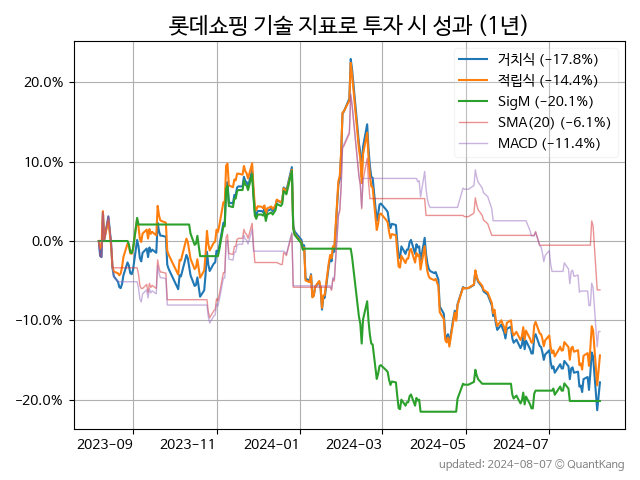 롯데쇼핑 기술 지표로 투자 시 성과 (1년)
거치식 (−17.8%)
적립식 (−14.4%)
SigM (−20.1%)
SMA(20) (−6.1%)
MACD (−11.4%)
20.0%
10.0%
0.0%
−10.0%
−20.0%
2023-09 2023-11 2024-01 2024-03 2024-05 2024-07
updated: 2024-08-07 © QuantKang